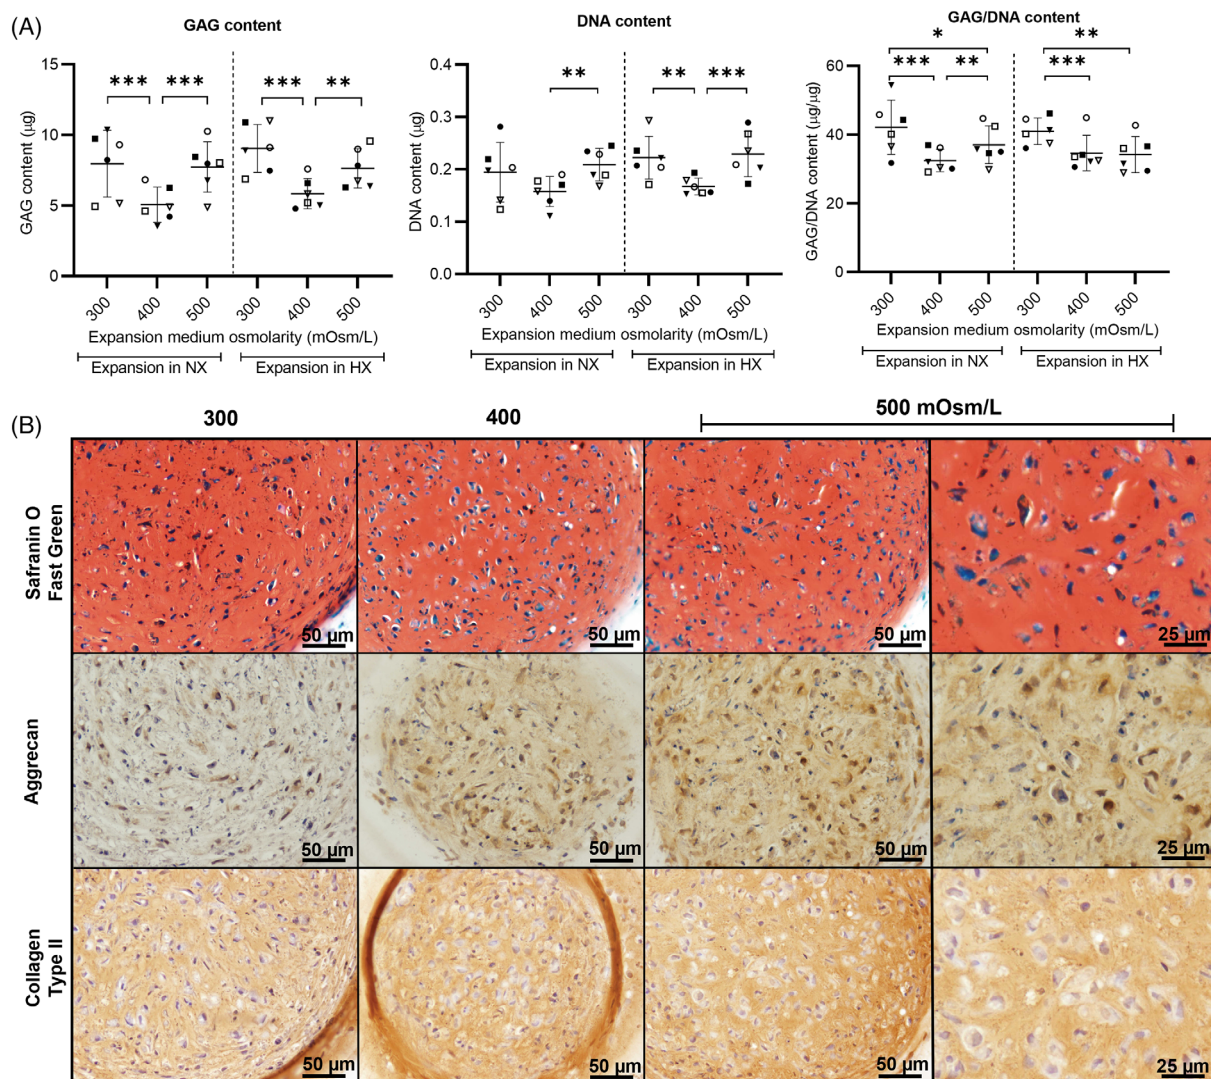 (A)
GAG content
DNA content
GAG/DNA content
*
**
***
***
***
**
**
**
***
***
**
***
GAG content (µg)
15
10
5
0
300
400
500
300
400
500
Expansion medium osmolarity (mOsm/L)
Expansion in NX
Expansion in HX
DNA content (µg)
0.4
0.3
0.2
0.1
0.0
300
400
500
300
400
500
Expansion medium osmolarity (mOsm/L)
Expansion in NX
Expansion in HX
GAG/DNA content (µg/µg)
60
40
20
0
300
400
500
300
400
500
Expansion medium osmolarity (mOsm/L)
Expansion in NX
Expansion in HX
(B)
300
400
500 mOsm/L
Safranin O
Fast Green
50 µm
50 µm
50 µm
25 µm
Aggrecan
50 µm
50 µm
50 µm
25 µm
Collagen
Type II
50 µm
50 µm
50 µm
25 µm